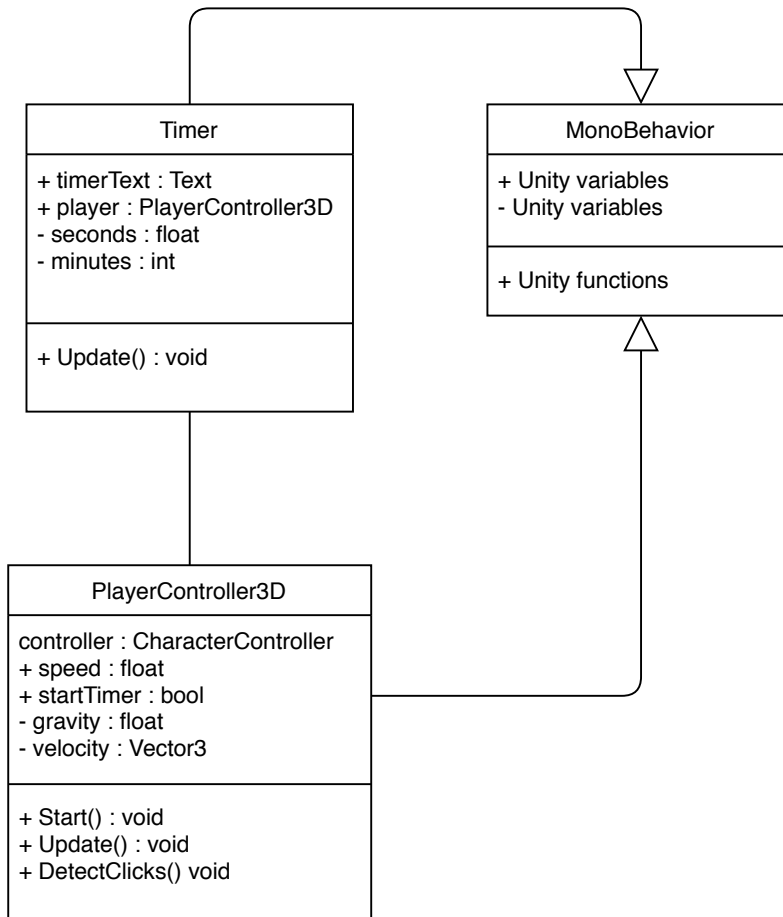 Timer
+ timerText : Text
+ player : PlayerController3D
- seconds : float
- minutes : int
+ Update() : void
MonoBehavior
+ Unity variables
- Unity variables
+ Unity functions
PlayerController3D
controller : CharacterController
+ speed : float
+ startTimer : bool
- gravity : float
- velocity : Vector3
+ Start() : void
+ Update() : void
+ DetectClicks() void